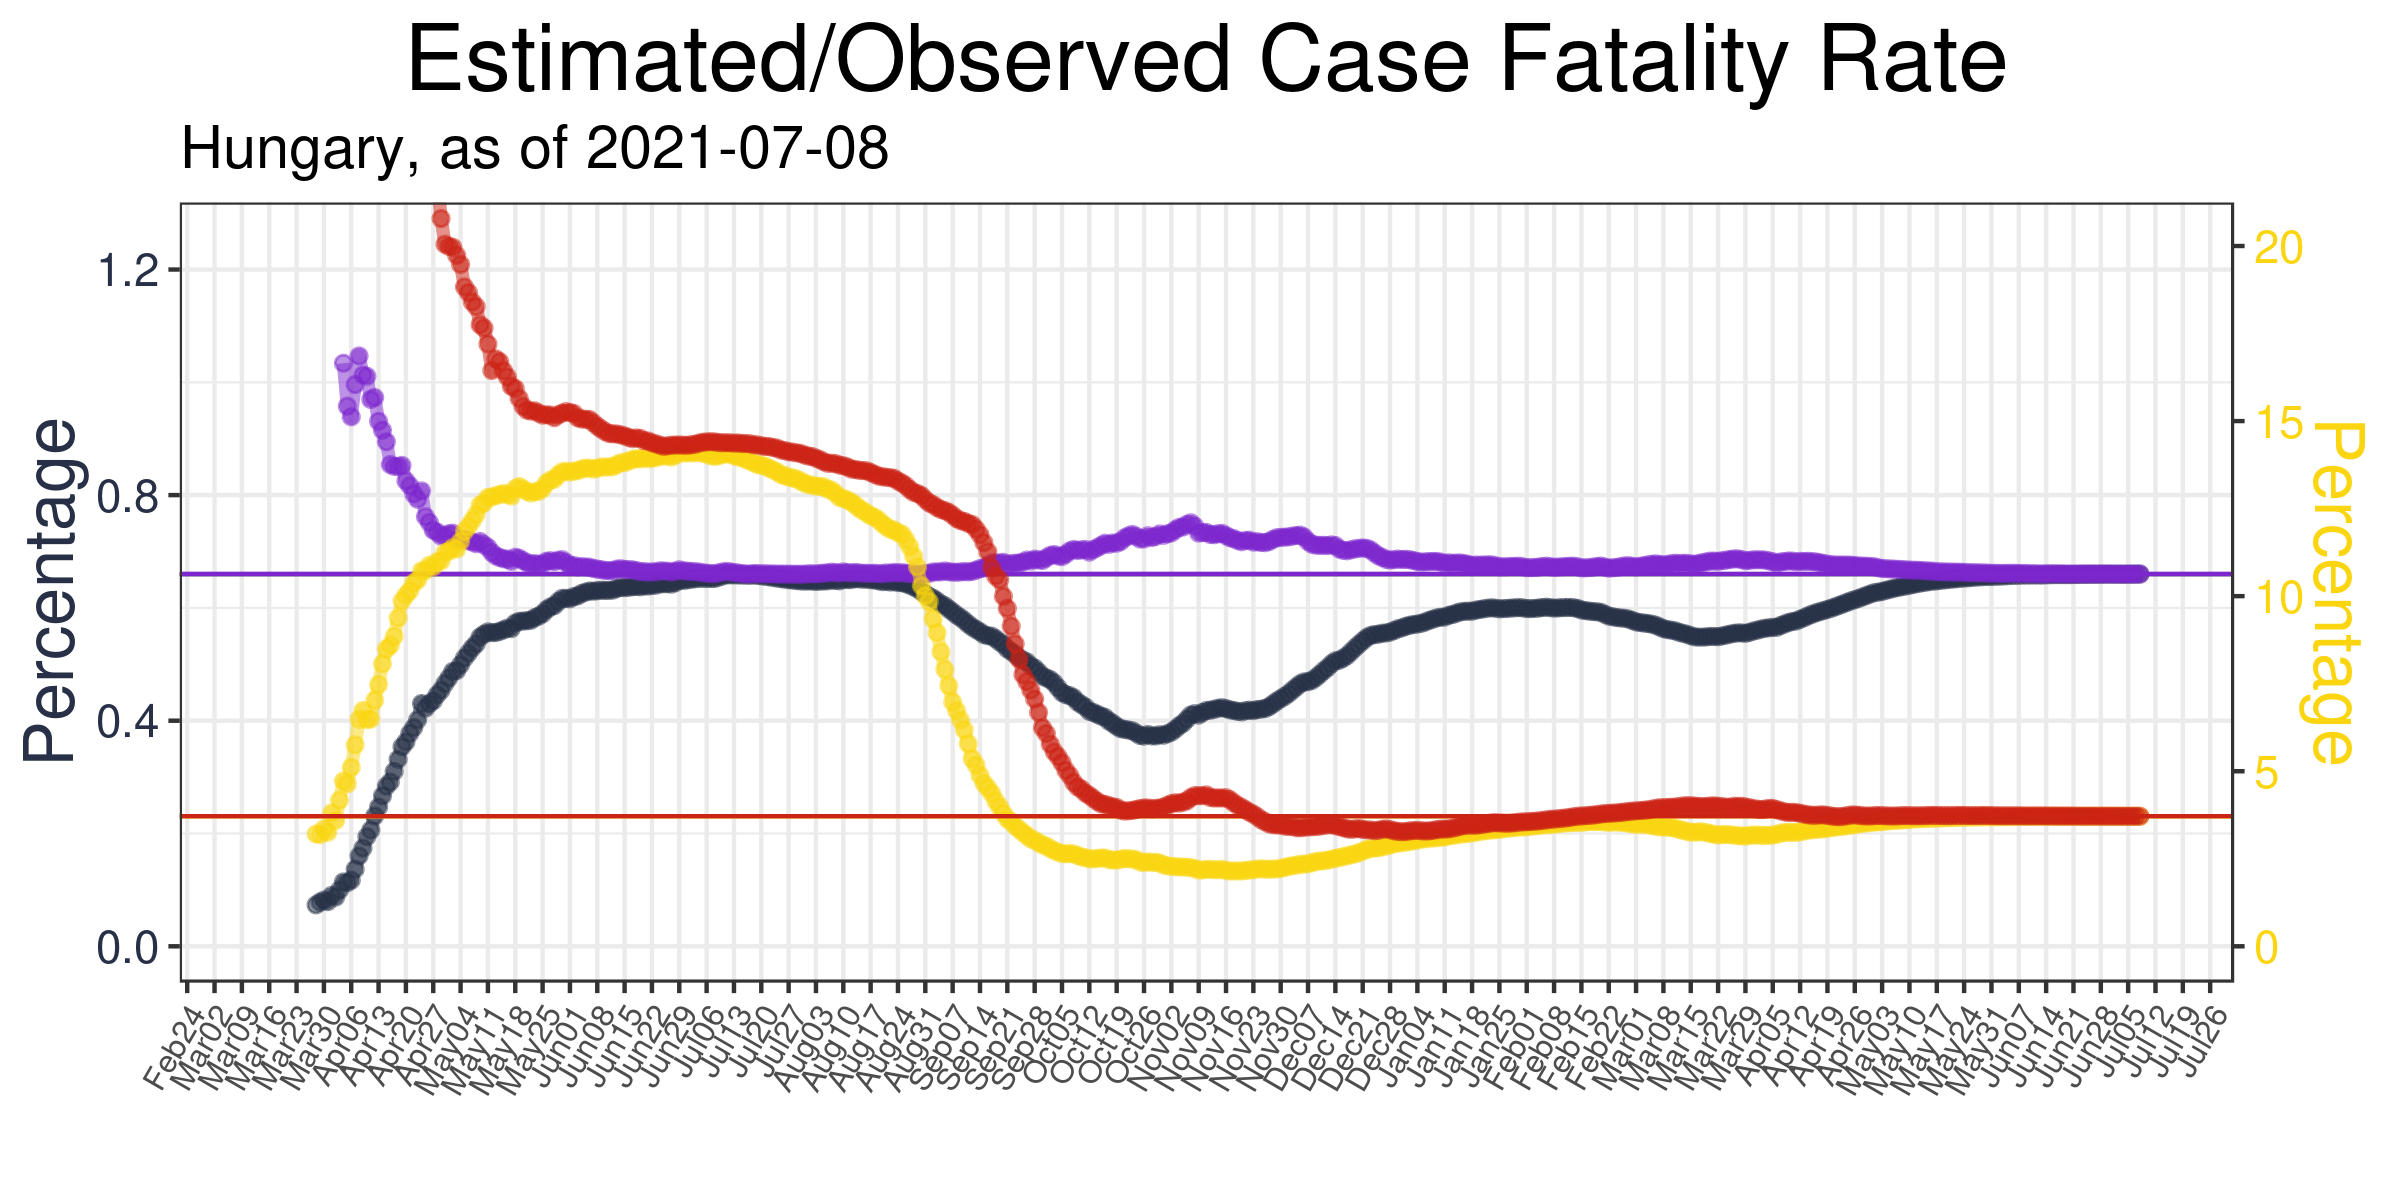 Estimated/Observed Case Fatality Rate
Hungary, as of 2021-07-08
Percentage
1.2
0.8
0.4
0.0
20
15
10
5
0
Percentage
Feb24
Mar02
Mar09
Mar16
Mar23
Mar30
Apr06
Apr13
Apr20
Apr27
May04
May11
May18
May25
Jun01
Jun08
Jun15
Jun22
Jun29
Jul06
Jul13
Jul20
Jul27
Aug03
Aug10
Aug17
Aug24
Aug31
Sep07
Sep14
Sep21
Sep28
Oct05
Oct12
Oct19
Oct26
Nov02
Nov09
Nov16
Nov23
Nov30
Dec07
Dec14
Dec21
Dec28
Jan04
Jan11
Jan18
Jan25
Feb01
Feb08
Feb15
Feb22
Mar01
Mar08
Mar15
Mar22
Mar29
Apr05
Apr12
Apr19
Apr26
May03
May10
May17
May24
May31
Jun07
Jun14
Jun21
Jun28
Jul05
Jul12
Jul19
Jul26